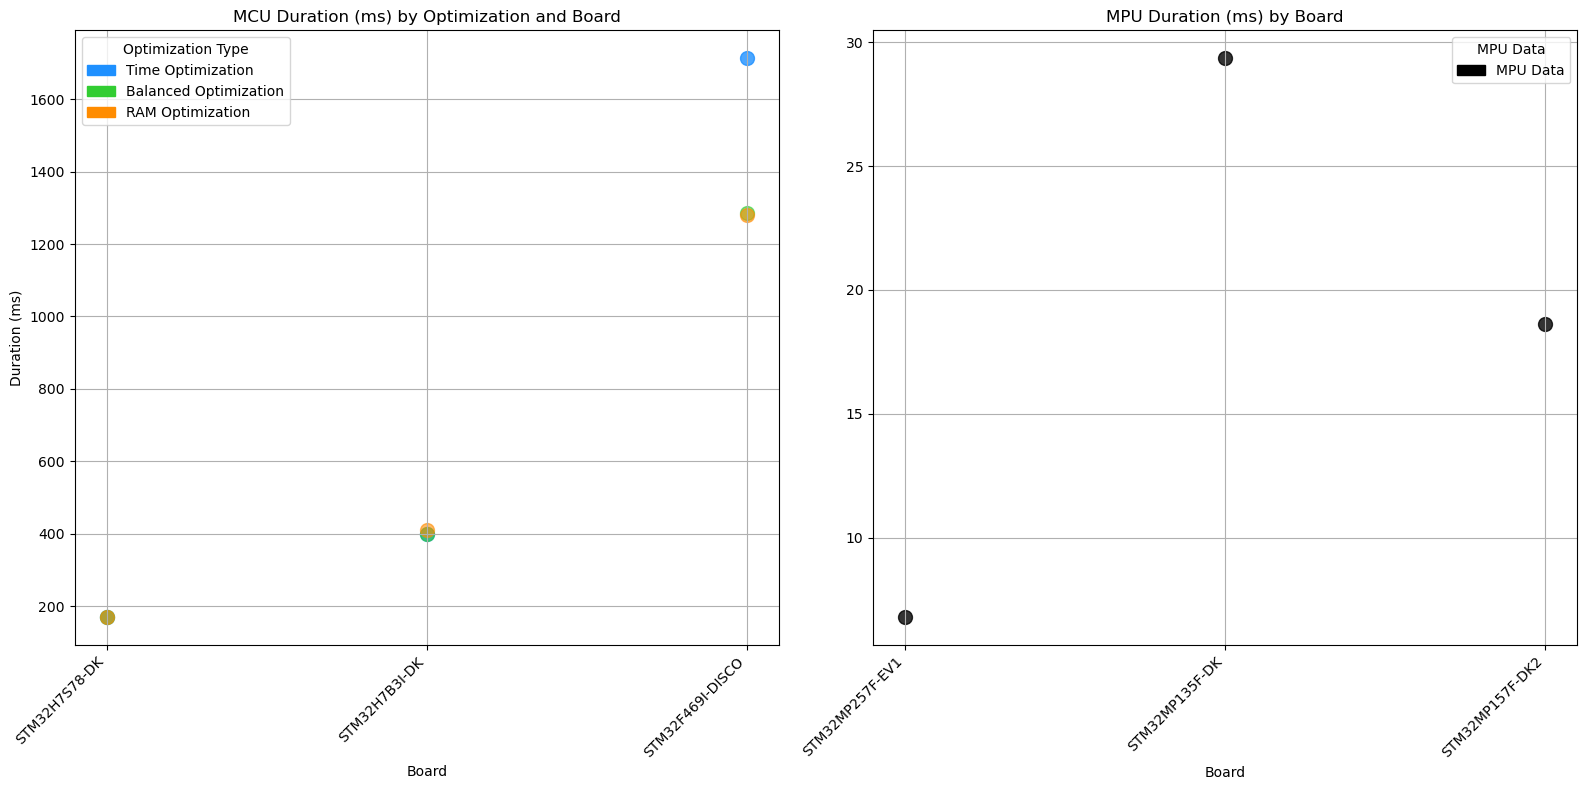 MCU Duration (ms) by Optimization and Board
Optimization Type
Time Optimization
Balanced Optimization
RAM Optimization
1600
1400
1200
1000
800
600
400
200
Duration (ms)
STM32H7S78-DK
STM32H7B3I-DK
STM32F469I-DISCO
Board
MPU Duration (ms) by Board
MPU Data
MPU Data
30
25
20
15
10
STM32MP257F-EV1
STM32MP135F-DK
STM32MP157F-DK2
Board